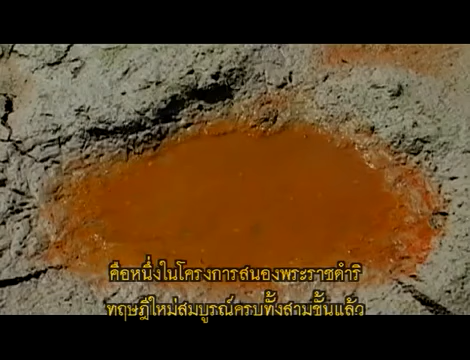 คือหนึ่งในโครงการสนองพระราชดำริ
ทฤษฎีใหม่สมบูรณ์ครบทั้งสามขั้นแล้ว